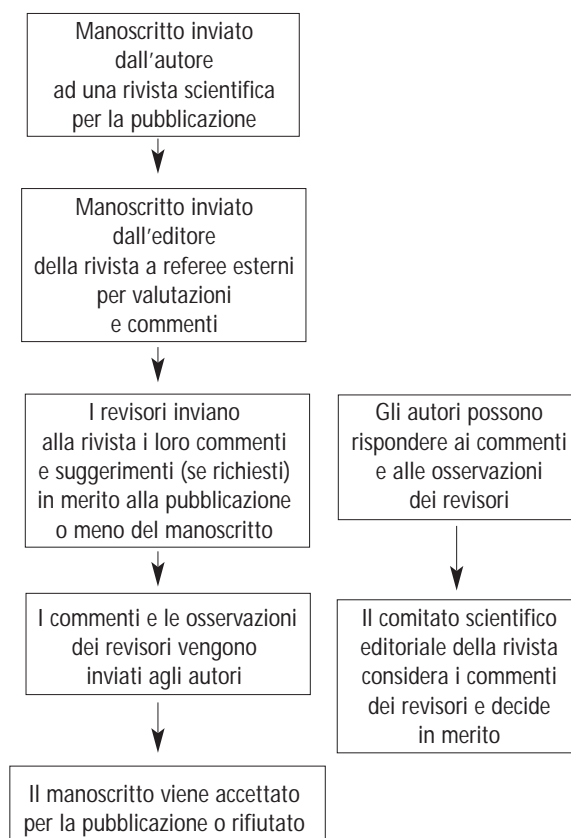 Manoscritto inviato
dall'autore
ad una rivista scientifica
per la pubblicazione
Manoscritto inviato
dall'editore
della rivista a referee esterni
per valutazioni
e commenti
I revisori inviano
alla rivista i loro commenti
e suggerimenti (se richiesti)
in merito alla pubblicazione
o meno del manoscritto
I commenti e le osservazioni
dei revisori vengono
inviati agli autori
Il manoscritto viene accettato
per la pubblicazione o rifiutato
Gli autori possono
rispondere ai commenti
e alle osservazioni
dei revisori
Il comitato scientifico
editoriale della rivista
considera i commenti
dei revisori e decide
in merito